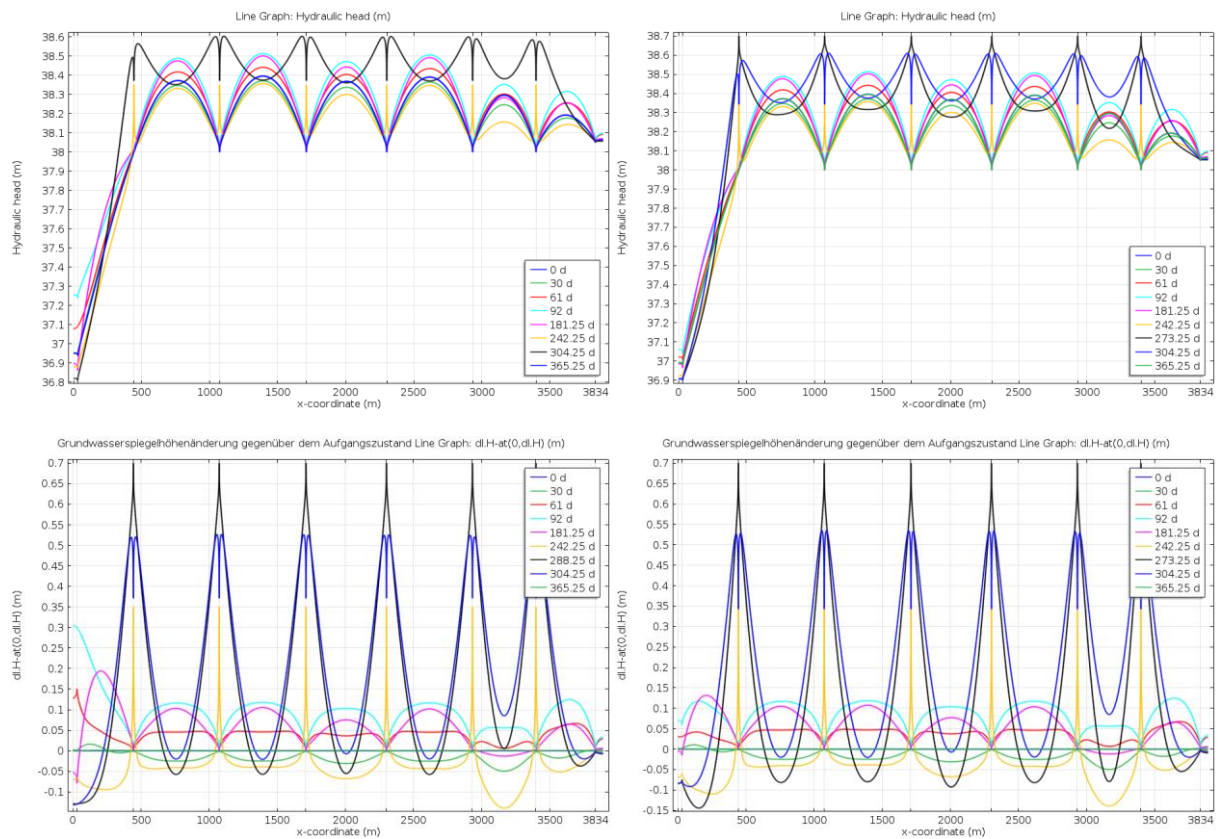 Line Graph: Hydraulic head (m)
Hydraulic head (m)
38.6
38.5
38.4
38.3
38.2
38.1
38
37.9
37.8
37.7
37.6
37.5
37.4
37.3
37.2
37.1
37
36.9
36.8
0 d
30 d
61 d
92 d
181.25 d
242.25 d
304.25 d
365.25 d
0
500
1000
1500
2000
2500
3000
3500
3834
x-coordinate (m)
Line Graph: Hydraulic head (m)
Hydraulic head (m)
38.7
38.6
38.5
38.4
38.3
38.2
38.1
38
37.9
37.8
37.7
37.6
37.5
37.4
37.3
37.2
37.1
37
36.9
0 d
30 d
61 d
92 d
181.25 d
242.25 d
273.25 d
304.25 d
365.25 d
0
500
1000
1500
2000
2500
3000
3500
3834
x-coordinate (m)
Grundwasserspiegelhöhenänderung gegenüber dem Aufgangszustand Line Graph: dl.H-at(0,dl.H) (m)
dl.H-at(0,dl.H) (m)
0.7
0.65
0.6
0.55
0.5
0.45
0.4
0.35
0.3
0.25
0.2
0.15
0.1
0.05
0
-0.05
-0.1
0 d
30 d
61 d
92 d
181.25 d
242.25 d
288.25 d
304.25 d
365.25 d
0
500
1000
1500
2000
2500
3000
3500
3834
x-coordinate (m)
Grundwasserspiegelhöhenänderung gegenüber dem Aufgangszustand Line Graph: dl.H-at(0,dl.H) (m)
dl.H-at(0,dl.H) (m)
0.7
0.65
0.6
0.55
0.5
0.45
0.4
0.35
0.3
0.25
0.2
0.15
0.1
0.05
0
-0.05
-0.1
-0.15
0 d
30 d
61 d
92 d
181.25 d
242.25 d
273.25 d
304.25 d
365.25 d
0
500
1000
1500
2000
2500
3000
3500
3834
x-coordinate (m)